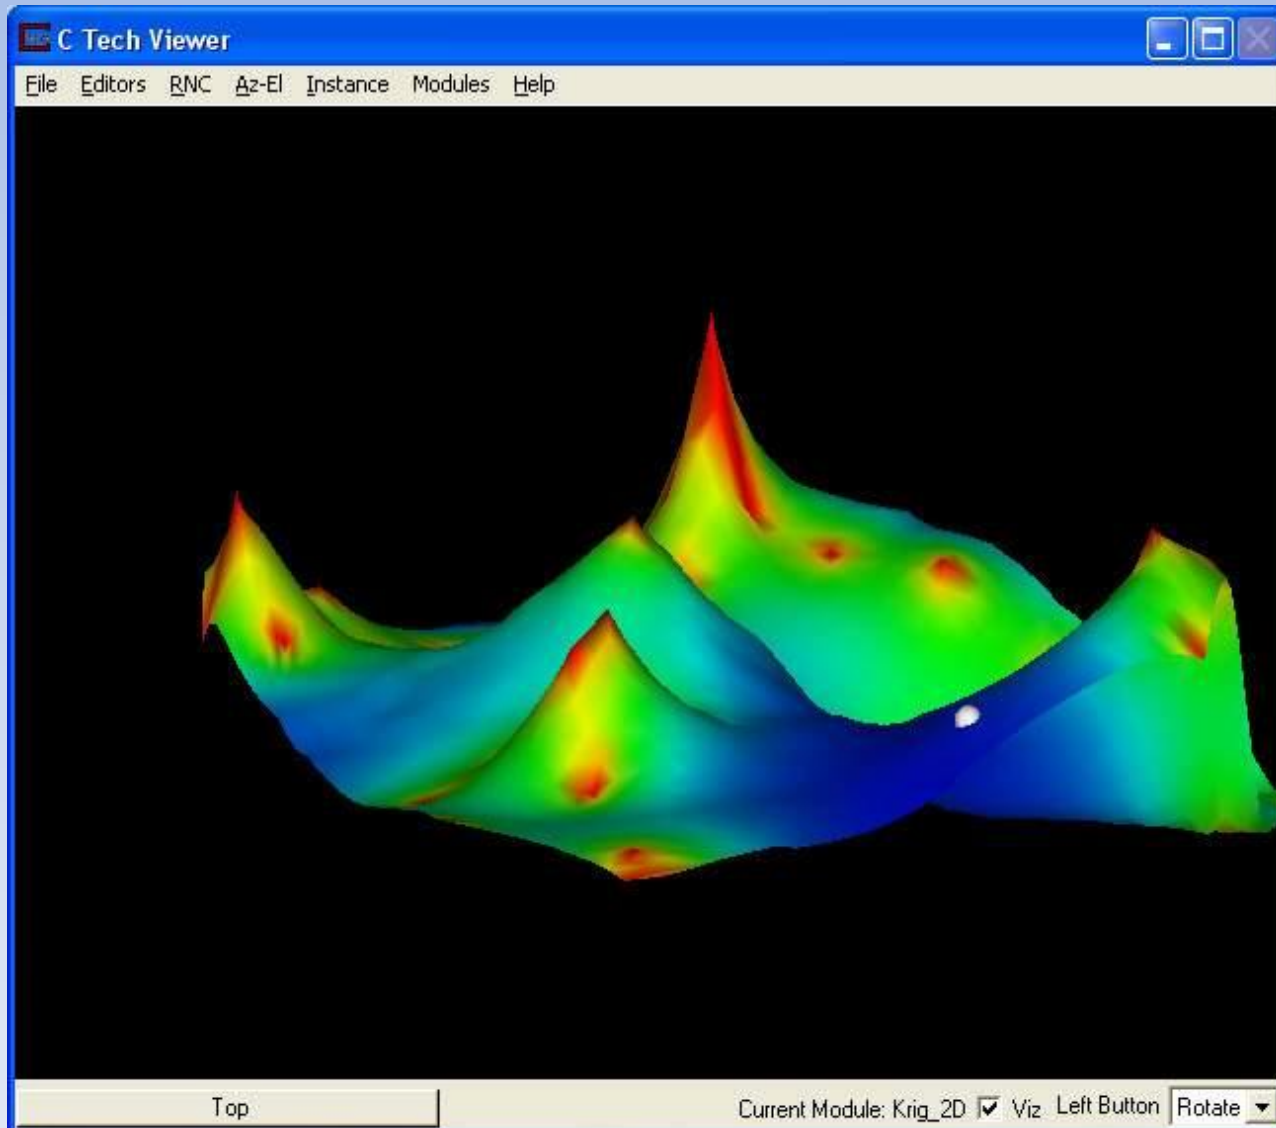 C Tech Viewer
File Editors RNC Az-El Instance Modules Help
Top Current Module: Krig_2D Viz Left Button Rotate